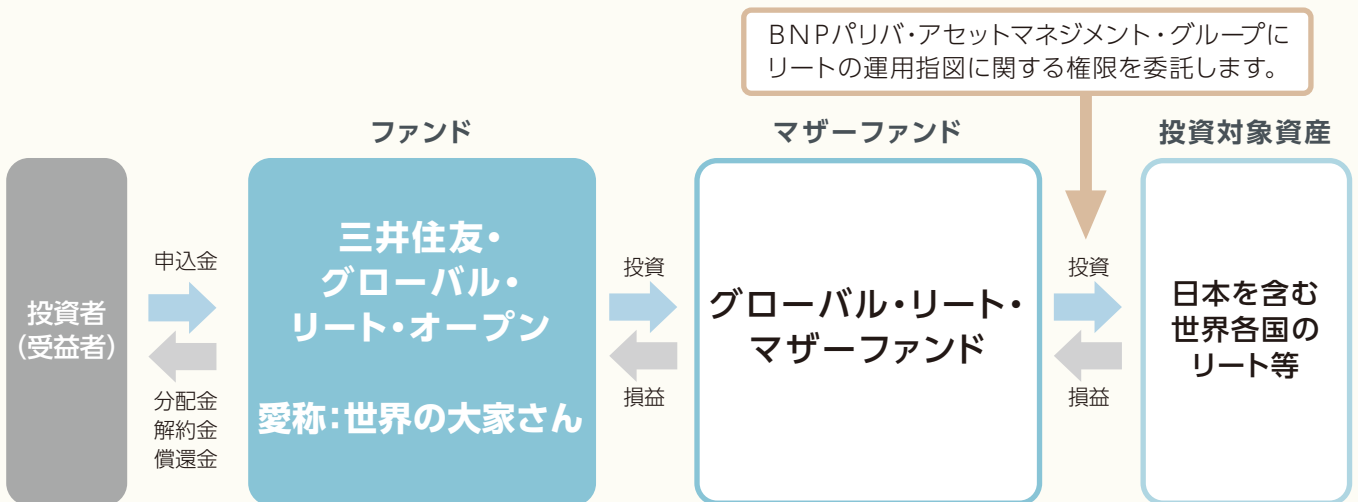 BNPパリバ・アセットマネジメント・グループに
リートの運用指図に関する権限を委託します。
ファンド
マザーファンド
投資対象資産
投資者
(受益者)
申込金
分配金
解約金
償還金
三井住友・
グローバル・
リート・オープン
愛称:世界の大家さん
投資
損益
グローバル・リート・
マザーファンド
投資
損益
日本を含む
世界各国の
リート等